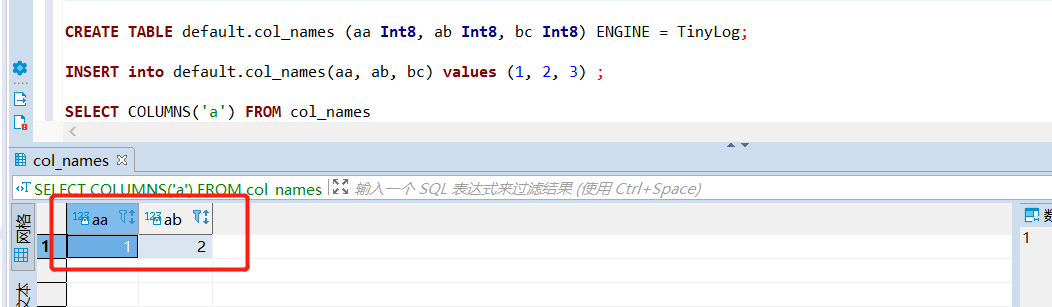 CREATE TABLE default.col_names (aa Int8, ab Int8, bc Int8) ENGINE = TinyLog;
INSERT into default.col_names(aa, ab, bc) values (1, 2, 3) ;
SELECT COLUMNS('a') FROM col_names
col_names
SELECT COLUMNS('a') FROM col_names 输入一个 SQL 表达式来过滤结果 (使用 Ctrl+Space)
网格
123 aa 123 ab
数
1 1 2
1
文本